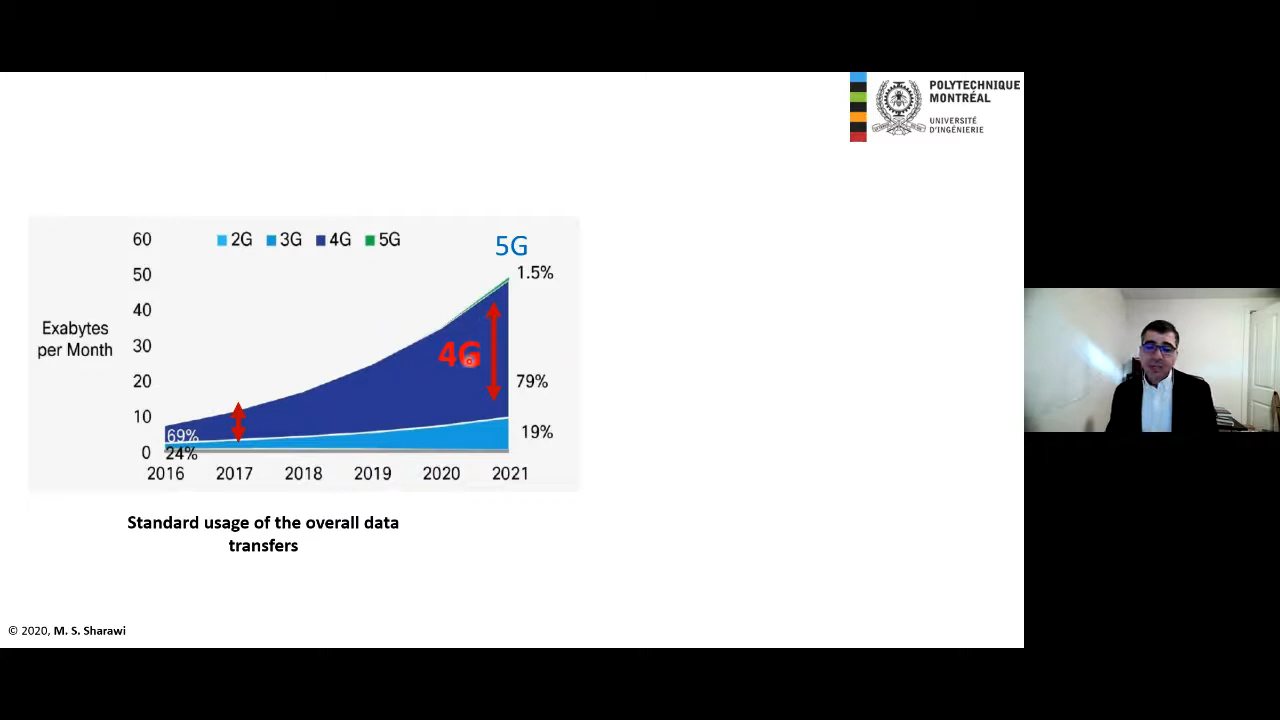 POLYTECHNIQUE
MONTRÉAL
UNIVERSITÉ
D'INGÉNIERIE
60
2G 3G 4G 5G
5G
50
1.5%
40
Exabytes
per Month
30
4G
20
79%
10
69%
19%
0
24%
2016 2017 2018 2019 2020 2021
Standard usage of the overall data
transfers
© 2020, M. S. Sharawi